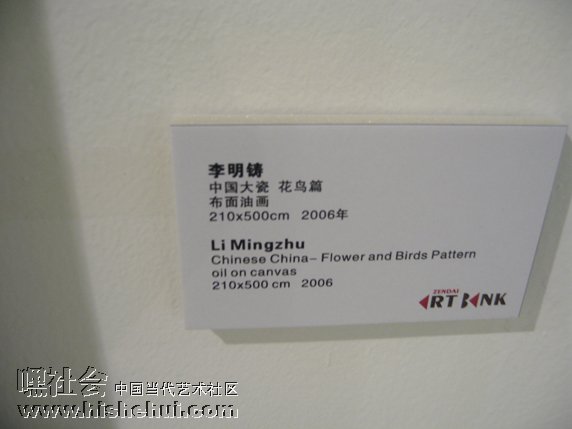 李明铸
中国大瓷 花鸟篇
布面油画
210x500cm 2006年
Li Mingzhu
Chinese China– Flower and Birds Pattern
oil on canvas
210x500 cm 2006
ZENDAI
ART BANK
嘿社会 中国当代艺术社区
www.hishehui.com